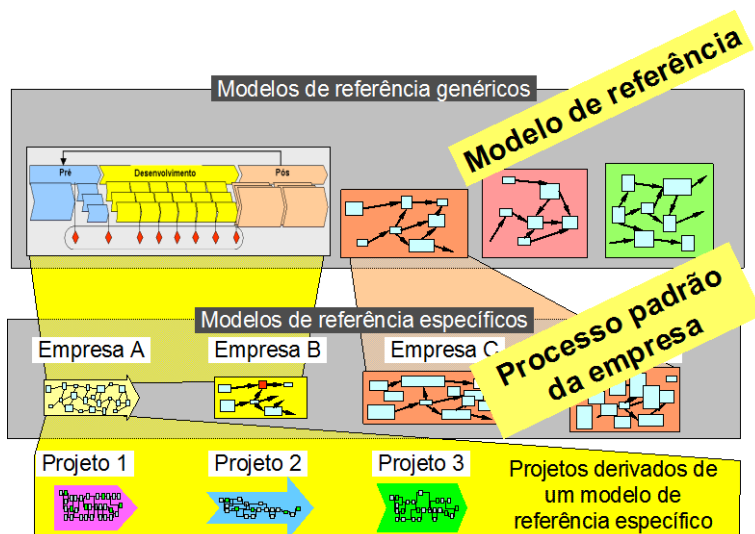 Modelos de referência genéricos
Modelo de referência
Pré
Desenvolvimento
Pós
Modelos de referência específicos
Processo padrão
da empresa
Empresa A
Empresa B
Empresa C
Projeto 1
Projeto 2
Projeto 3
Projetos derivados de
um modelo de
referência específico